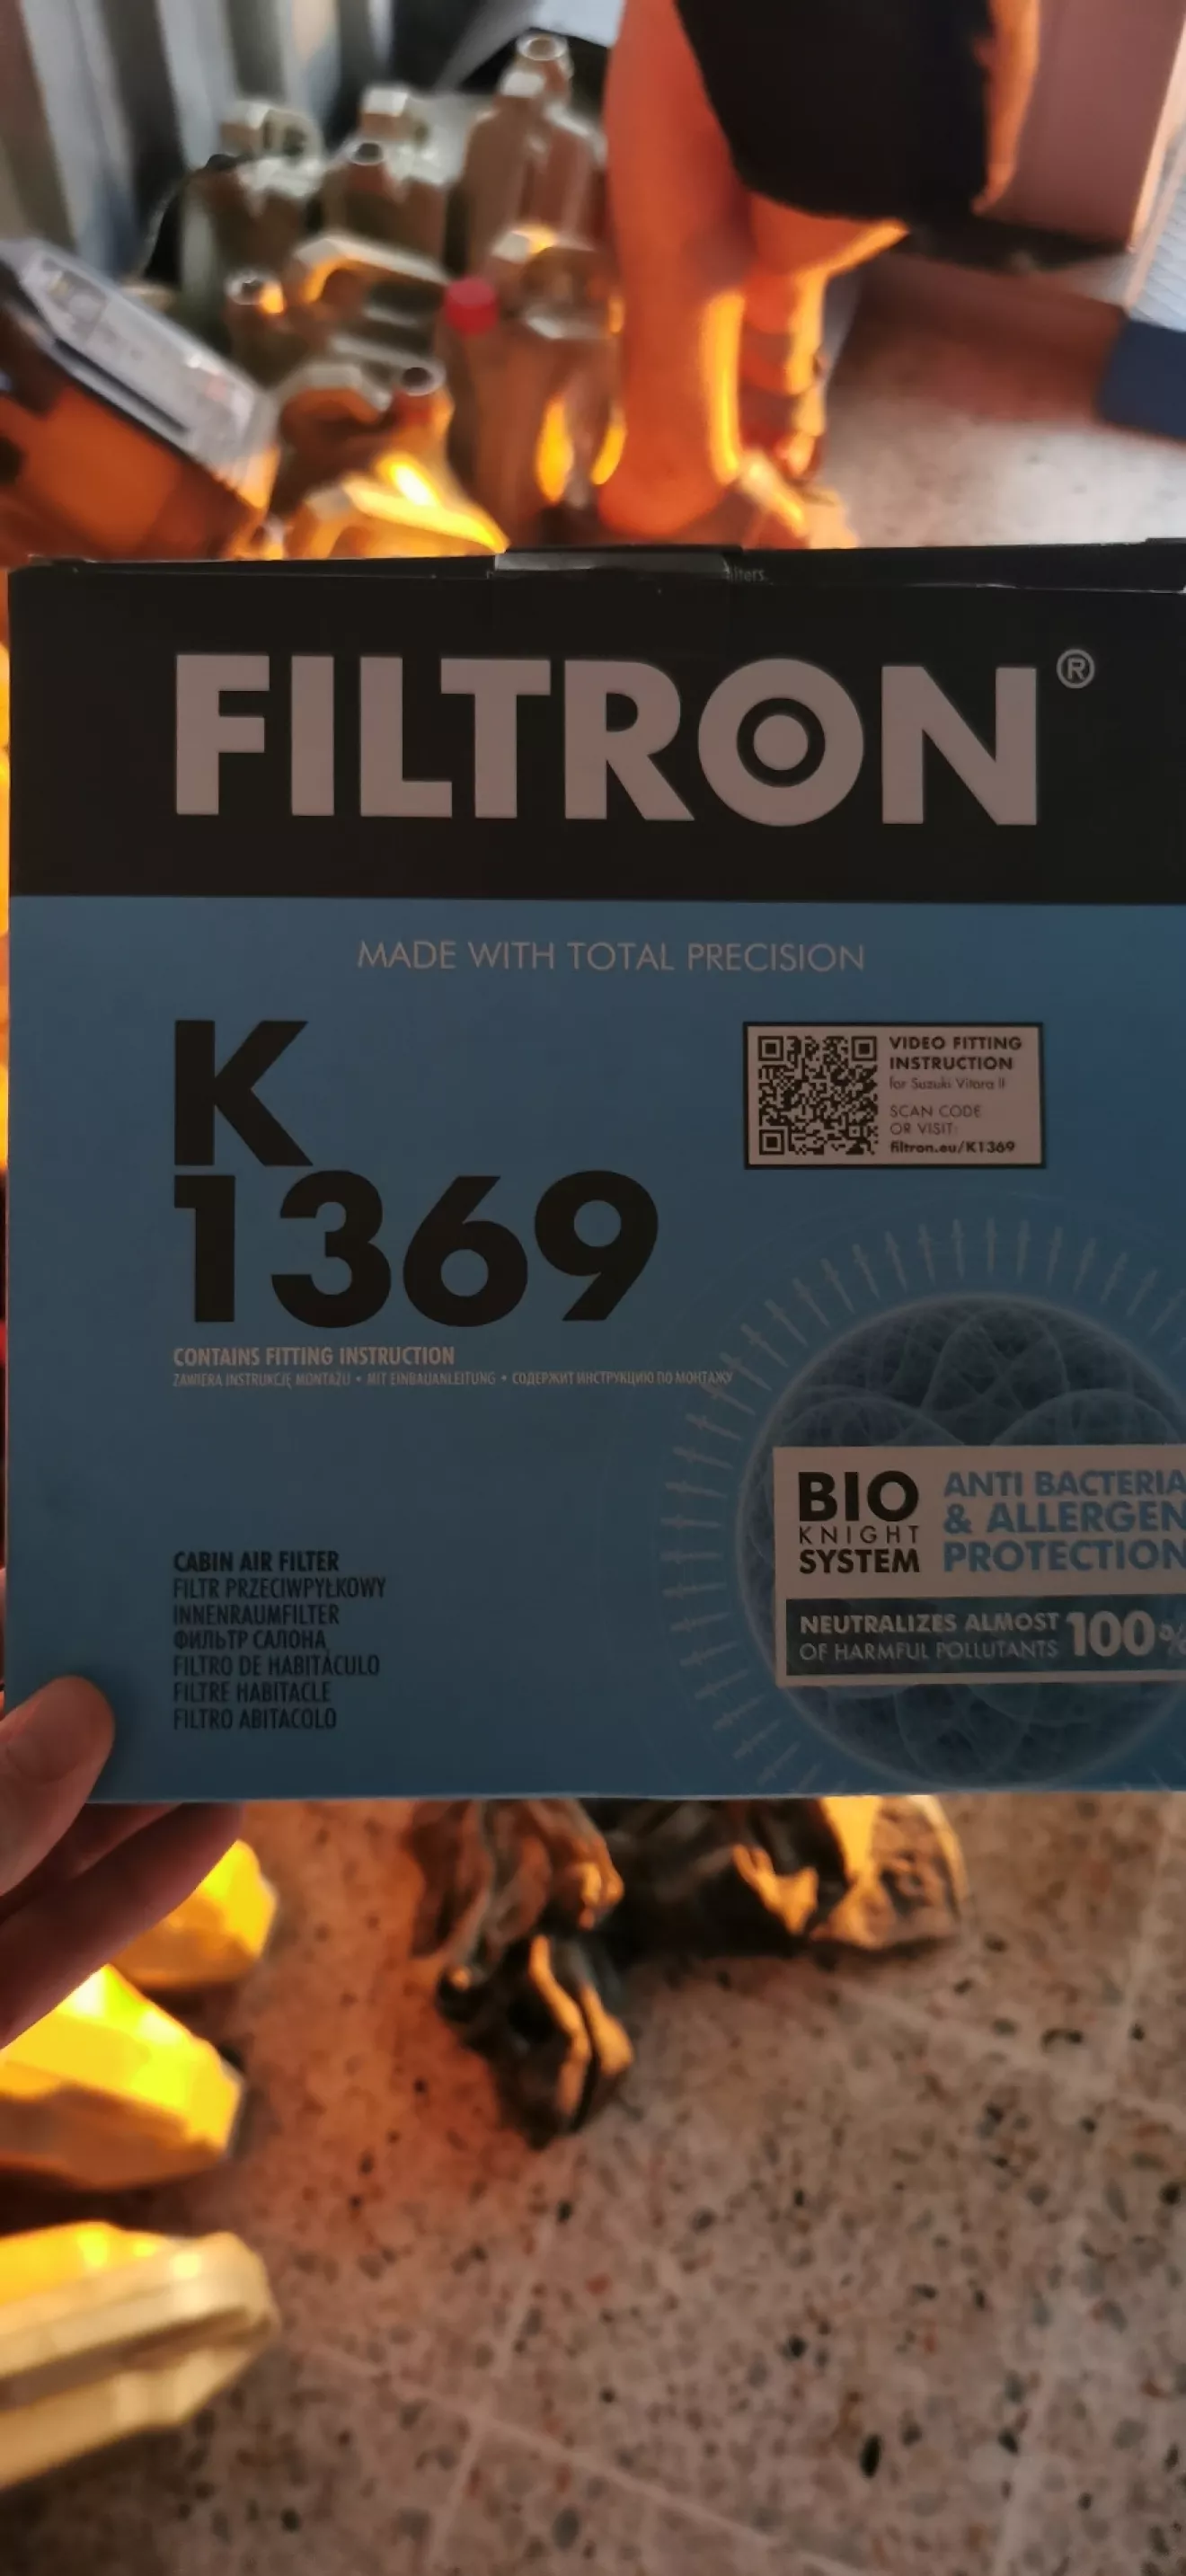 FILTRON®
MADE WITH TOTAL PRECISION
K
1369
VIDEO FITTING
INSTRUCTION
for Suzuki Vitara II
SCAN CODE
OR VISIT:
filtron.eu/K1369
CONTAINS FITTING INSTRUCTION
ZAWIERA INSTRUKCJĘ MONTAŻU • MIT EINBAUANLEITUNG • СОДЕРЖИТ ИНСТРУКЦИЮ ПО МОНТАЖУ
BIO
KNIGHT
SYSTEM
ANTI BACTERIA
& ALLERGEN
PROTECTION
NEUTRALIZES ALMOST
OF HARMFUL POLLUTANTS
100%
CABIN AIR FILTER
FILTR PRZECIWPYŁKOWY
INNENRAUMFILTER
ФИЛЬТР САЛОНА
FILTRO DE HABITÁCULO
FILTRE HABITACLE
FILTRO ABITACOLO